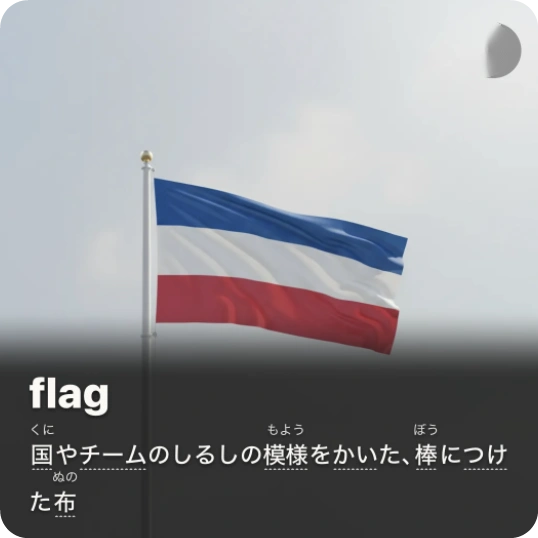 flag
くに もよう ぼう
国やチームのしるしの模様をかいた、棒につけ
ぬの
た布